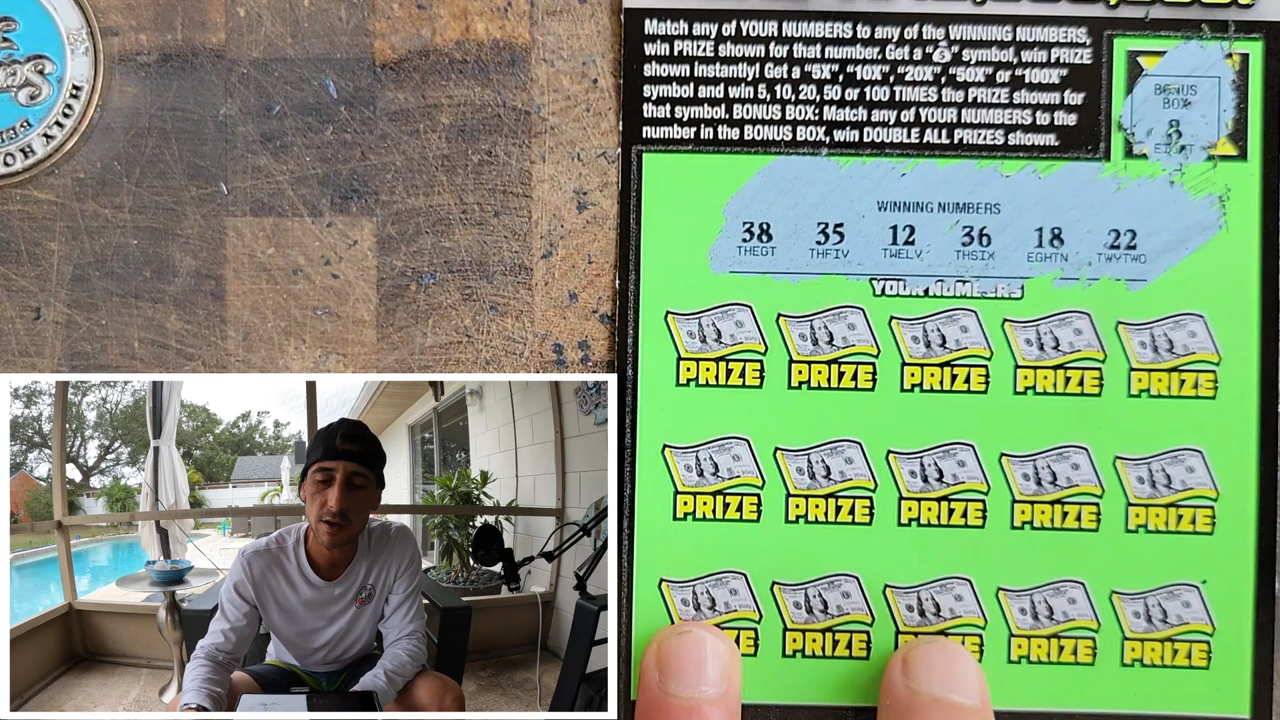 Match any of YOUR NUMBERS to any of the WINNING NUMBERS,
win PRIZE shown for that number. Get a “ ” symbol, win PRIZE
shown instantly! Get a “5X”, “10X”, “20X”, “50X” or “100X”
symbol and win 5, 10, 20, 50 or 100 TIMES the PRIZE shown for
that symbol. BONUS BOX: Match any of YOUR NUMBERS to the
number in the BONUS BOX, win DOUBLE ALL PRIZES shown.
BONUS
BOX
8
WINNING NUMBERS
38 35 12 36 18 22
THEGT THFIV TWELV THSIX EGHTN TWYTWO
YOUR NUMBERS
PRIZE PRIZE PRIZE PRIZE PRIZE
PRIZE PRIZE PRIZE PRIZE PRIZE
PRIZE PRIZE PRIZE